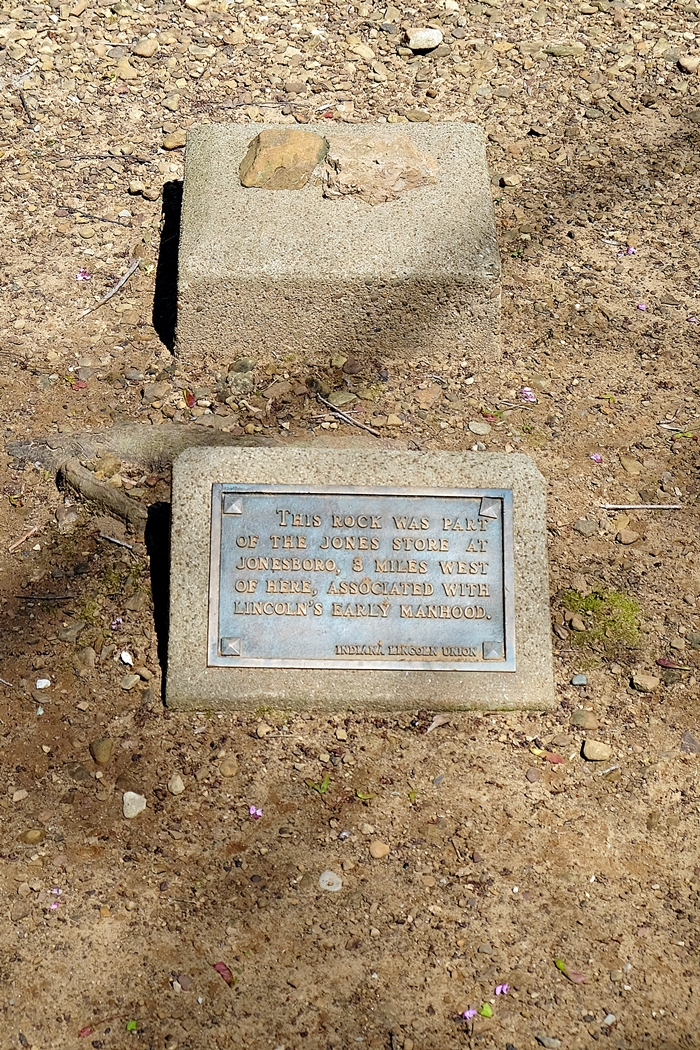 THIS ROCK WAS PART
OF THE JONES STORE AT
JONESBORO, 3 MILES WEST
OF HERE, ASSOCIATED WITH
LINCOLN'S EARLY MANHOOD.
INDIANA LINCOLN UNION